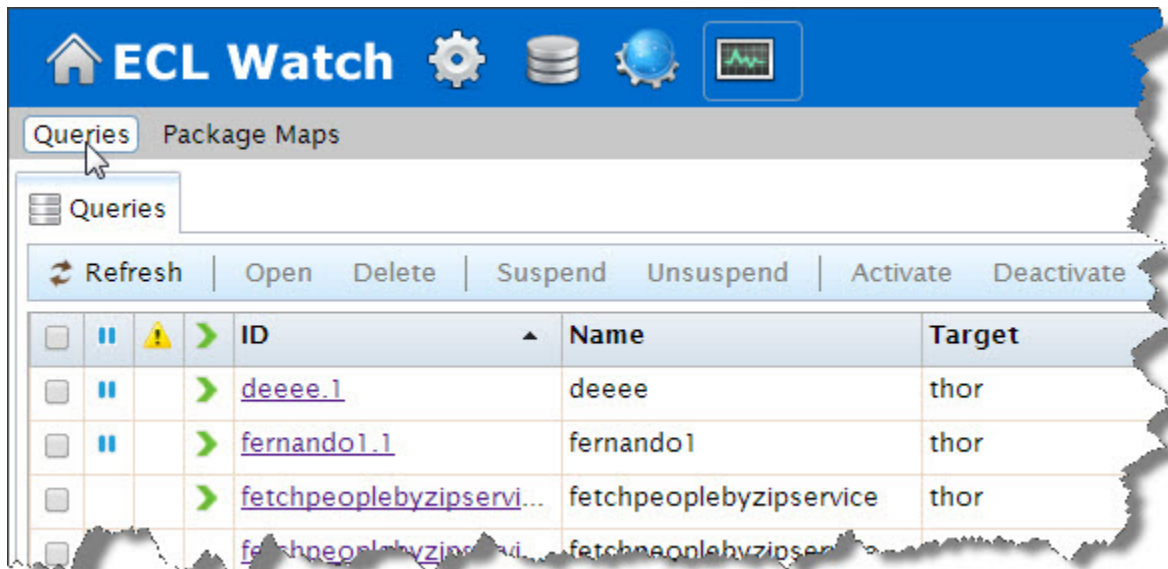 ECL Watch
Queries Package Maps
Queries
Refresh Open Delete Suspend Unsuspend Activate Deactivate
ID Name Target
deeee.1 deeee thor
fernando1.1 fernando1 thor
fetchpeoplebyzipservi... fetchpeoplebyzipservice thor